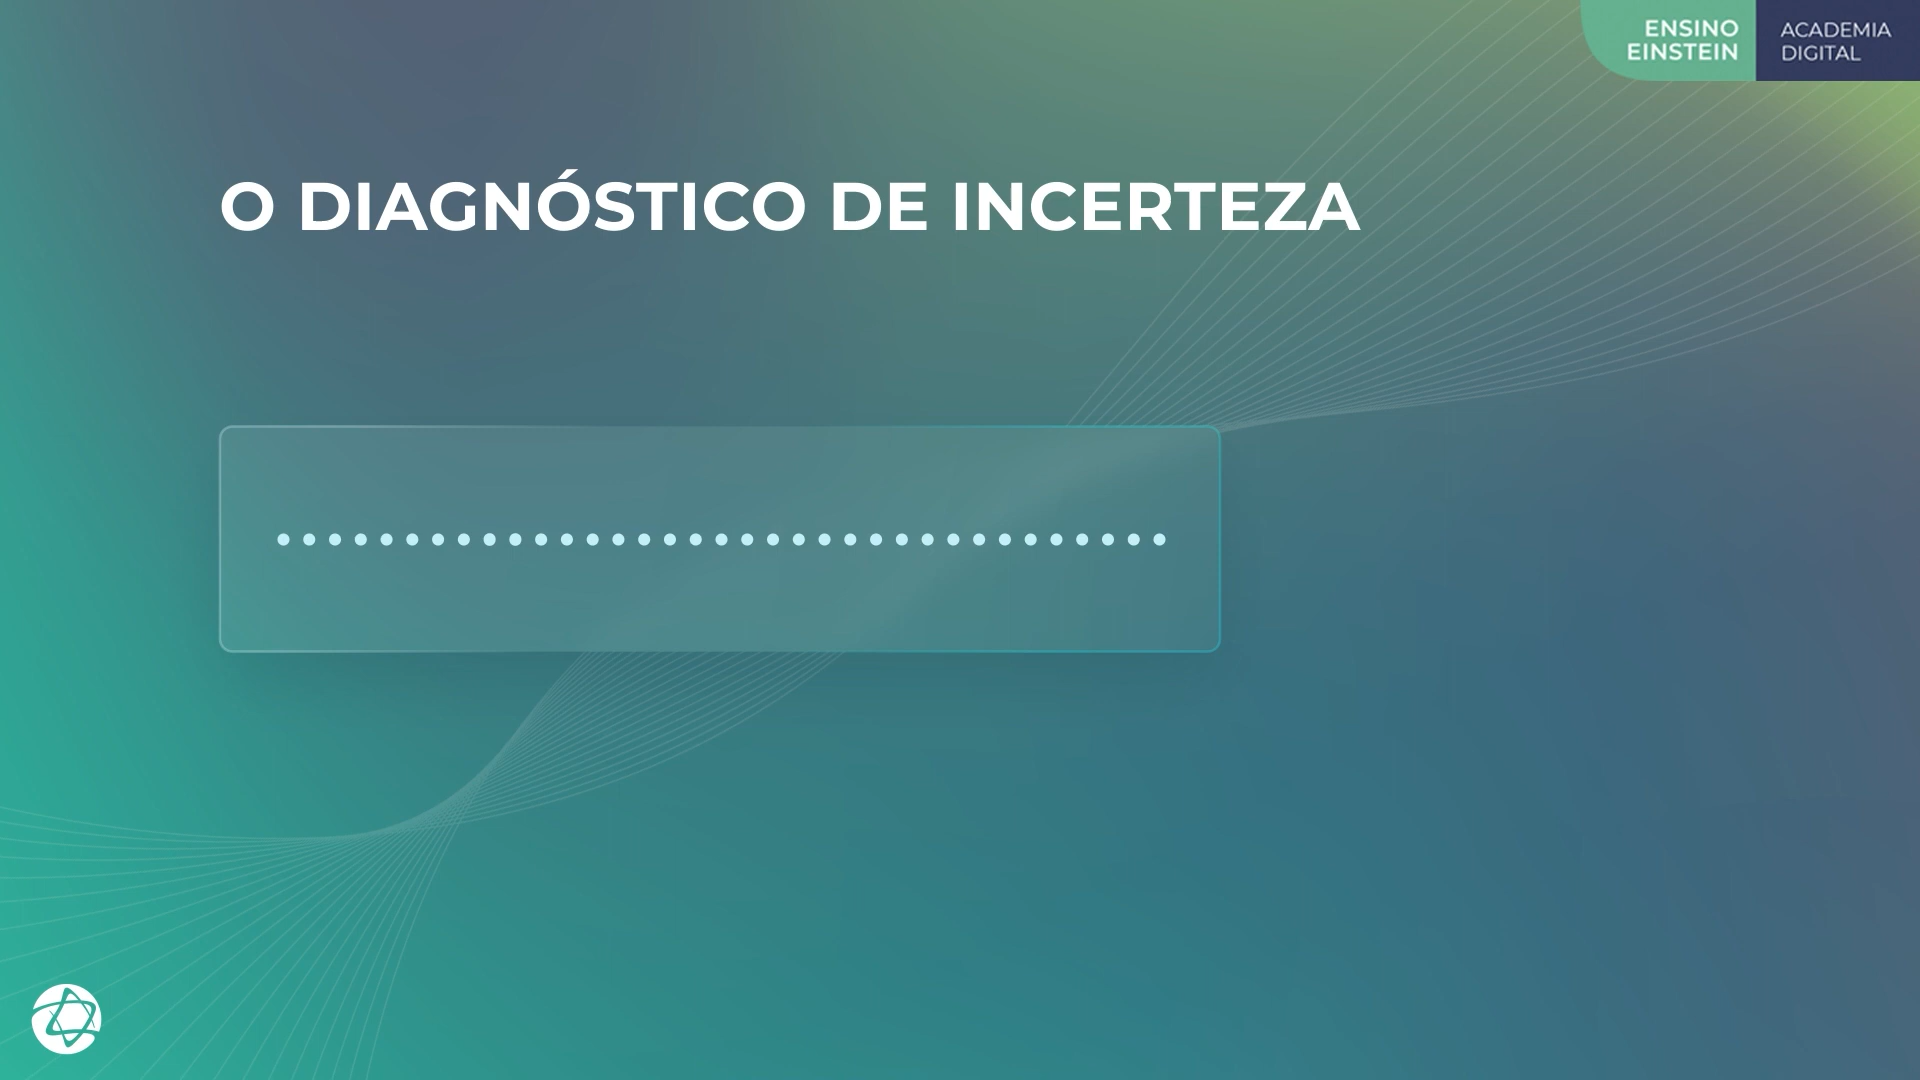 ENSINO
EINSTEIN
ACADEMIA
DIGITAL
O DIAGNÓSTICO DE INCERTEZA